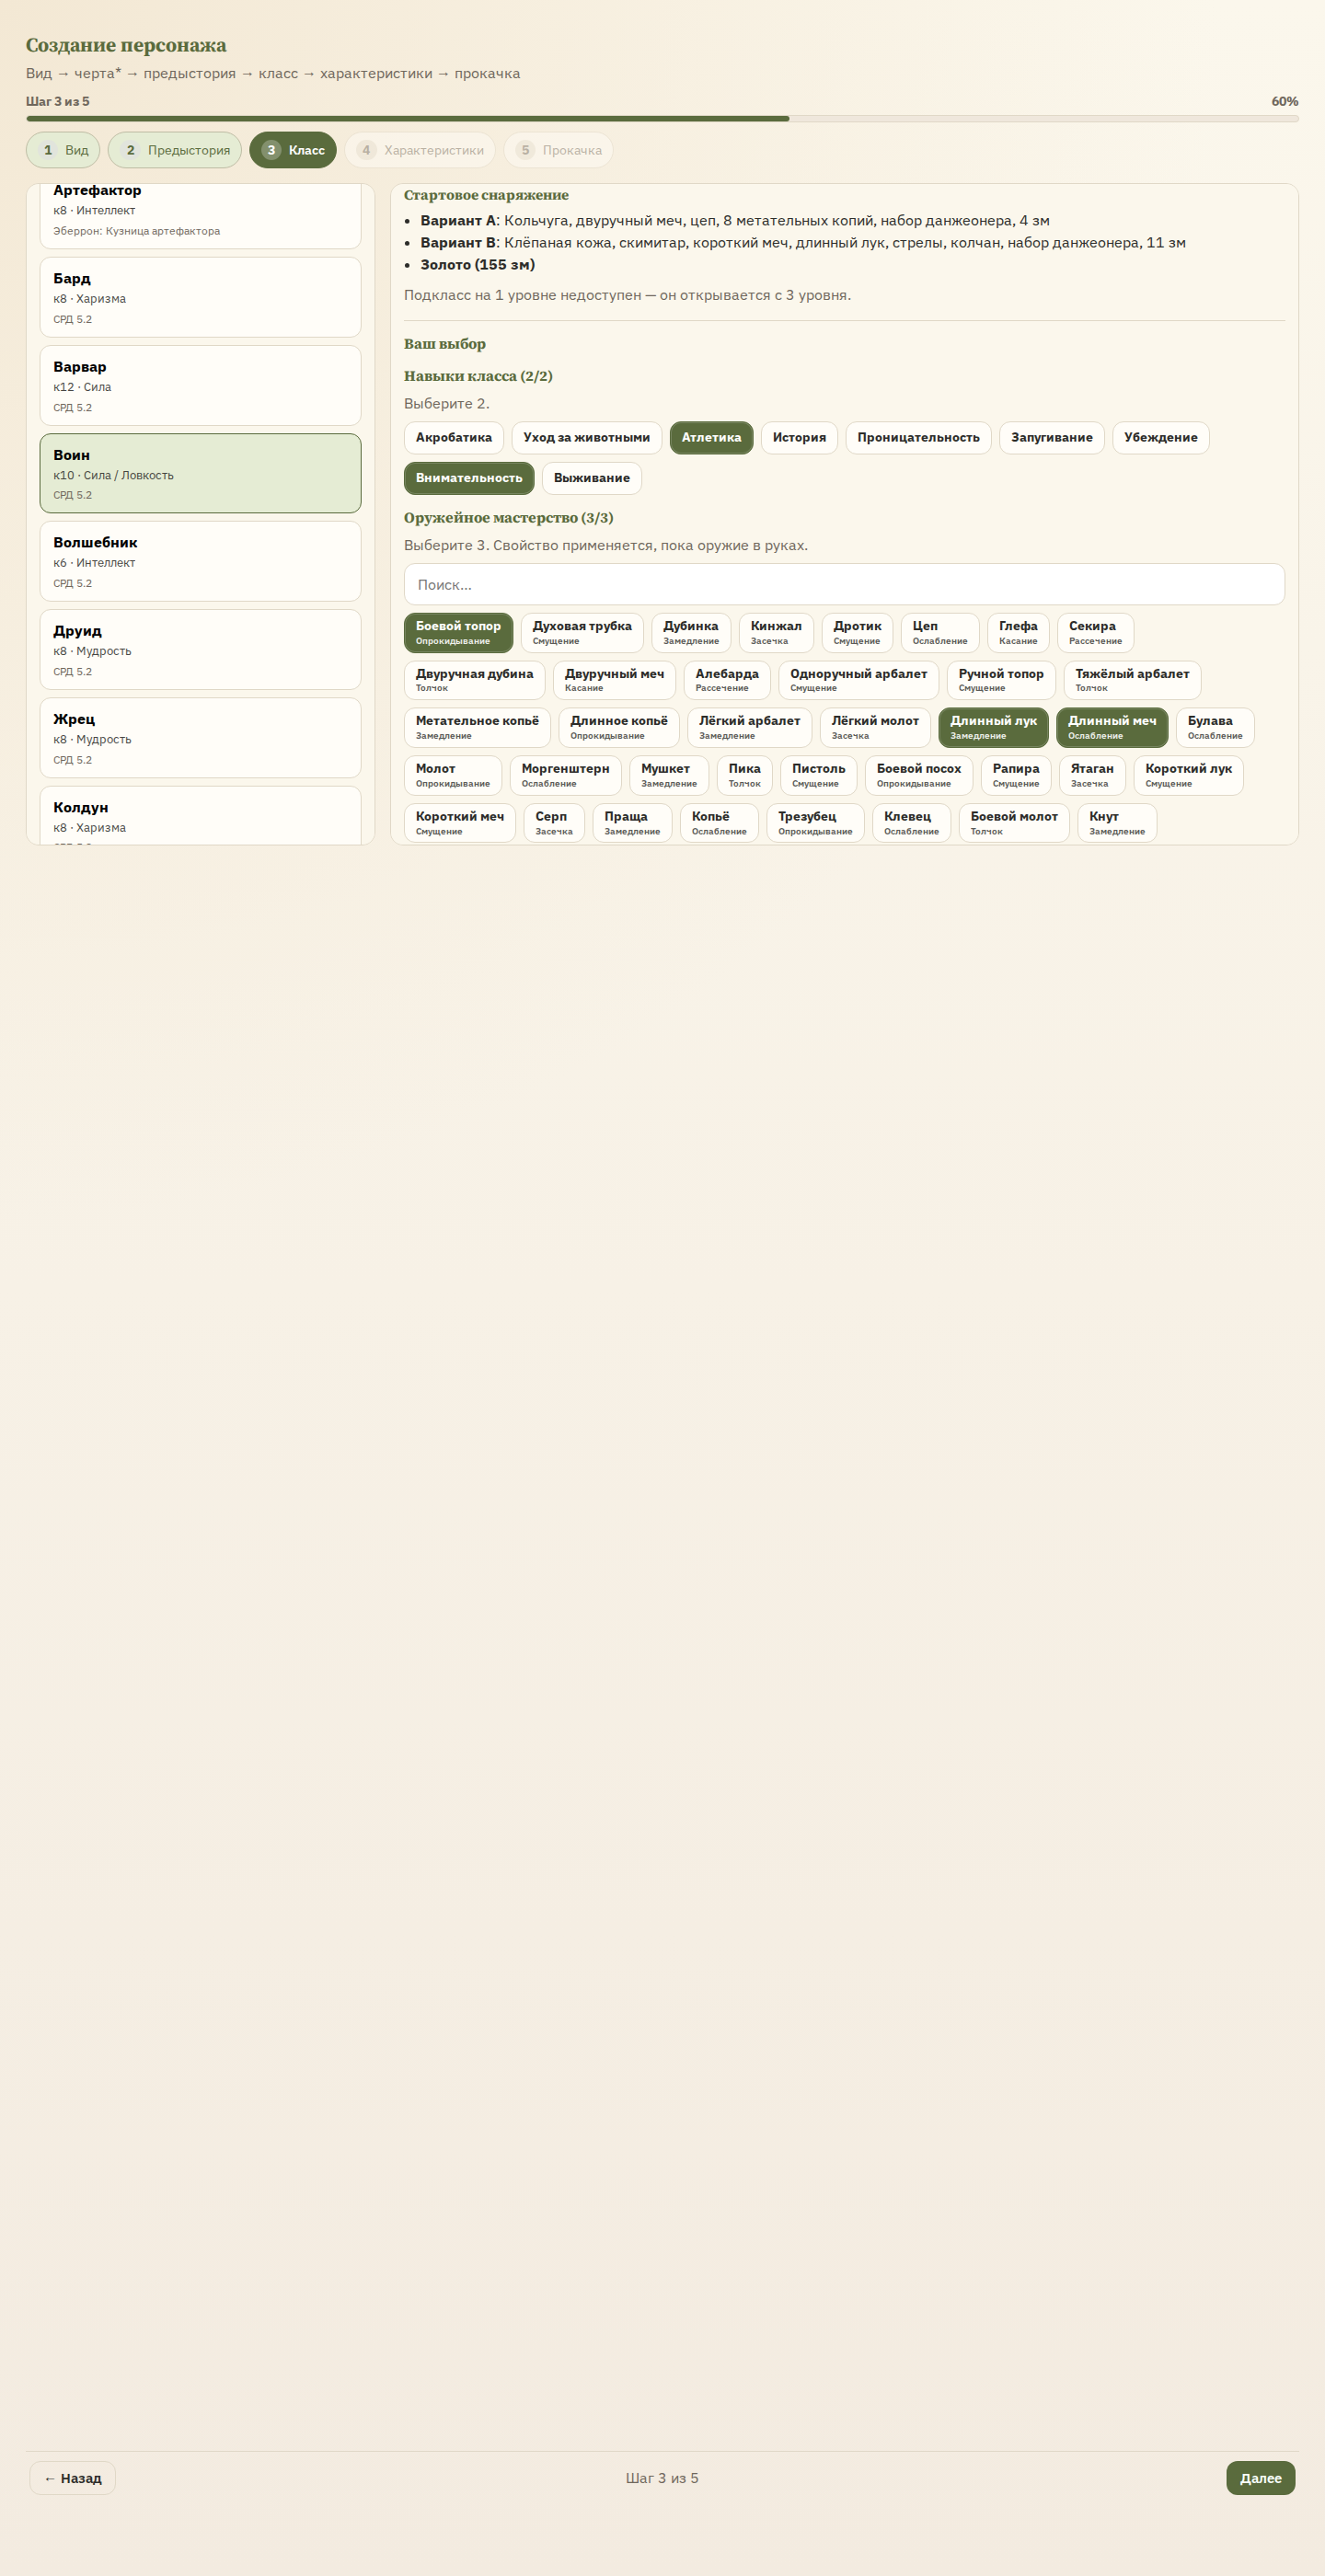 Создание персонажа
Вид → черта* → предыстория → класс → характеристики → прокачка
Шаг 3 из 5
60%
1 Вид
2 Предыстория
3 Класс
4 Характеристики
5 Прокачка
Артефактор
к8 · Интеллект
Эберрон: Кузница артефактора
Бард
к8 · Харизма
СРД 5.2
Варвар
к12 · Сила
СРД 5.2
Воин
к10 · Сила / Ловкость
СРД 5.2
Волшебник
к6 · Интеллект
СРД 5.2
Друид
к8 · Мудрость
СРД 5.2
Жрец
к8 · Мудрость
СРД 5.2
Колдун
к8 · Харизма
Стартовое снаряжение
• Вариант A: Кольчуга, двуручный меч, цеп, 8 метательных копий, набор данжеонера, 4 зм
• Вариант B: Клёпаная кожа, скимитар, короткий меч, длинный лук, стрелы, колчан, набор данжеонера, 11 зм
• Золото (155 зм)
Подкласс на 1 уровне недоступен — он открывается с 3 уровня.
Ваш выбор
Навыки класса (2/2)
Выберите 2.
Акробатика Уход за животными Атлетика История Проницательность Запугивание Убеждение
Внимательность Выживание
Оружейное мастерство (3/3)
Выберите 3. Свойство применяется, пока оружие в руках.
Поиск...
Боевой топор Духовая трубка Дубинка Кинжал Дротик Цеп Глефа Секира
Опрокидывание Смущение Замедление Засечка Смущение Ослабление Касание Рассечение
Двуручная дубина Двуручный меч Алебарда Одноручный арбалет Ручной топор Тяжёлый арбалет
Толчок Касание Рассечение Смущение Смущение Толчок
Метательное копьё Длинное копьё Лёгкий арбалет Лёгкий молот Длинный лук Длинный меч Булава
Замедление Опрокидывание Замедление Засечка Замедление Ослабление Ослабление
Молот Моргенштерн Мушкет Пика Пистоль Боевой посох Рапира Ятаган Короткий лук
Опрокидывание Ослабление Замедление Толчок Смущение Опрокидывание Смущение Засечка Смущение
Короткий меч Серп Праща Копьё Трезубец Клевец Боевой молот Кнут
Смущение Засечка Замедление Ослабление Опрокидывание Ослабление Толчок Замедление
← Назад
Шаг 3 из 5
Далее